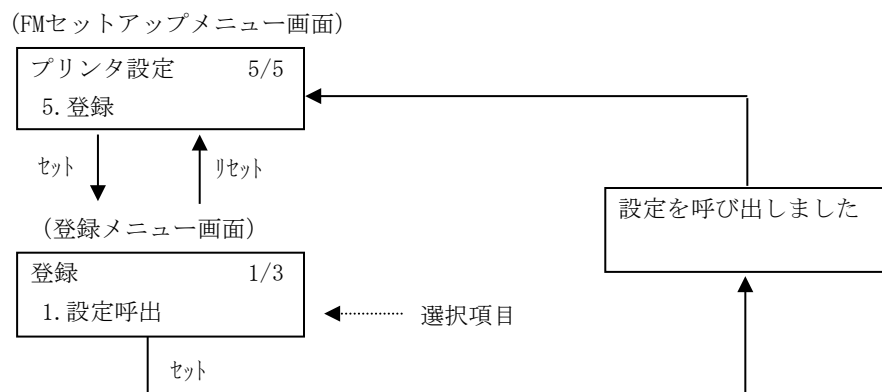 (FMセットアップメニュー画面)
プリンタ設定 5/5
5.登録
ｾｯﾄ ﾘｾｯﾄ
(登録メニュー画面)
設定を呼び出しました
登録 1/3
1.設定呼出
選択項目
ｾｯﾄ